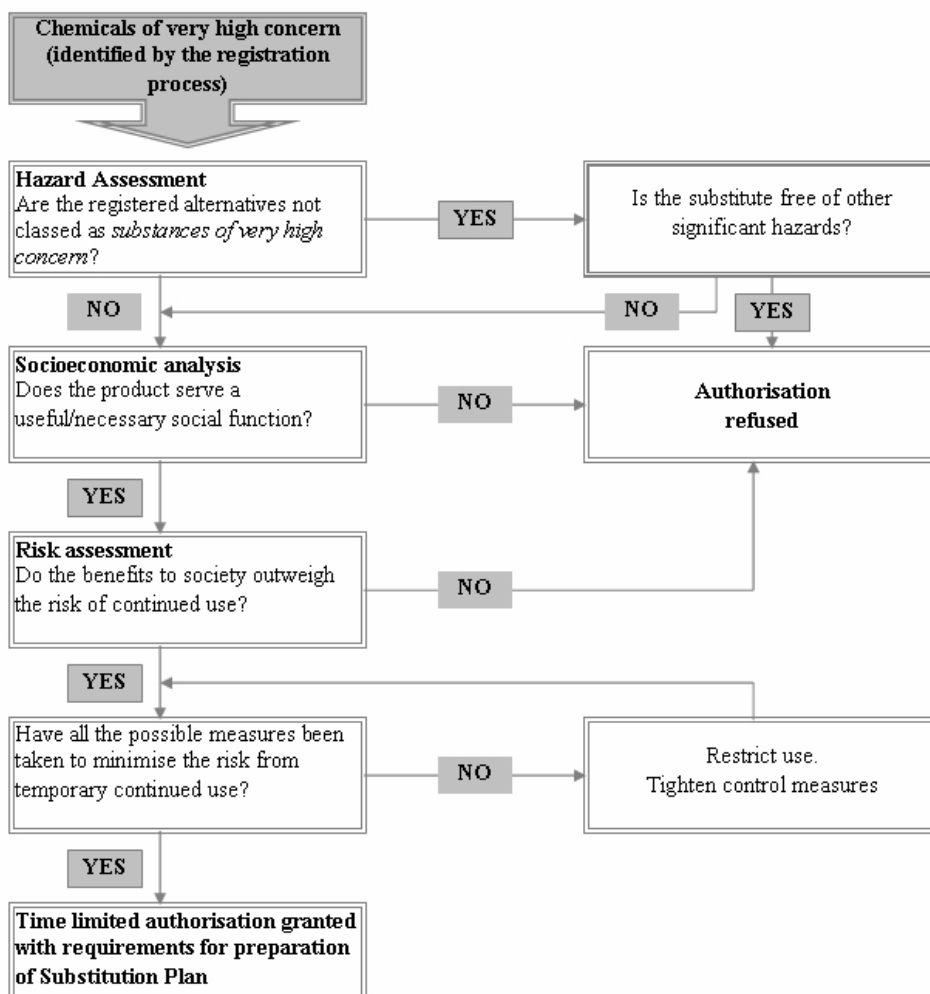 Chemicals of very high concern
(identified by the registration
process)
Hazard Assessment
Are the registered alternatives not
classed as substances of very high
concern?
YES
Is the substitute free of other
significant hazards?
NO
NO
YES
Socioeconomic analysis
Does the product serve a
useful/necessary social function?
NO
Authorisation
refused
YES
Risk assessment
Do the benefits to society outweigh
the risk of continued use?
NO
YES
Have all the possible measures been
taken to minimise the risk from
temporary continued use?
NO
Restrict use.
Tighten control measures
YES
Time limited authorisation granted
with requirements for preparation
of Substitution Plan